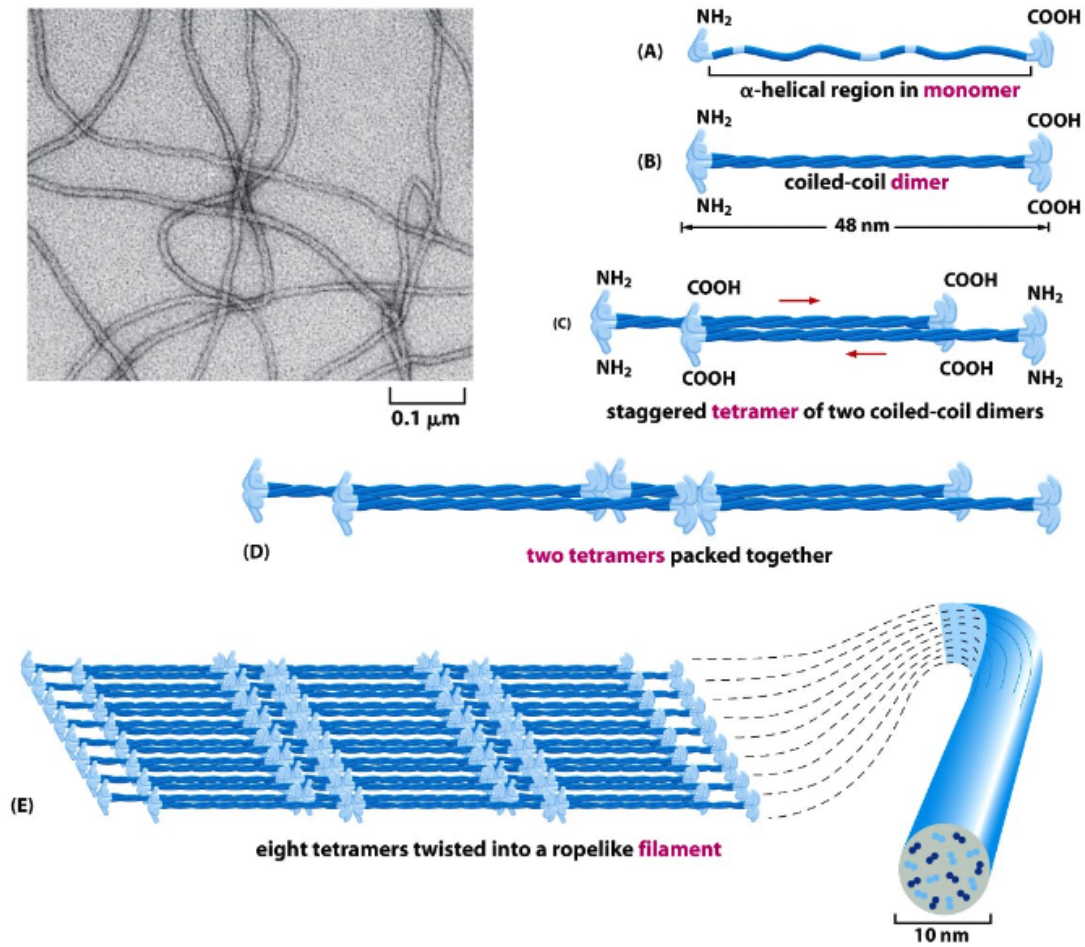 NH₂ COOH
(A)
α-helical region in monomer
NH₂ COOH
(B)
coiled-coil dimer
NH₂ COOH
48 nm
NH₂ COOH COOH NH₂
(C)
NH₂ COOH COOH NH₂
0.1 μm
staggered tetramer of two coiled-coil dimers
(D)
two tetramers packed together
(E)
eight tetramers twisted into a ropelike filament
10 nm